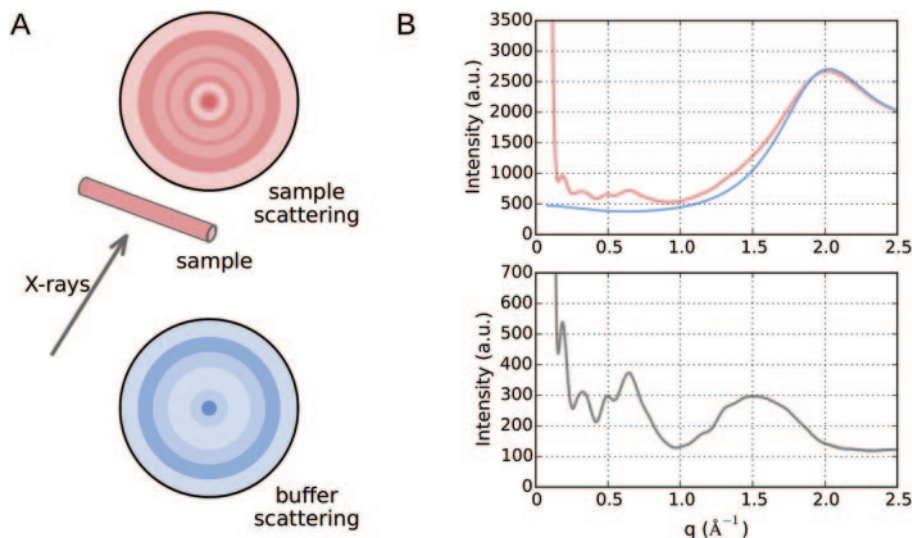 A
sample
scattering
sample
X-rays
buffer
scattering
B
Intensity (a.u.)
3500
3000
2500
2000
1500
1000
500
0
0 0.5 1.0 1.5 2.0 2.5
Intensity (a.u.)
700
600
500
400
300
200
100
0
0 0.5 1.0 1.5 2.0 2.5
q (Å⁻¹)